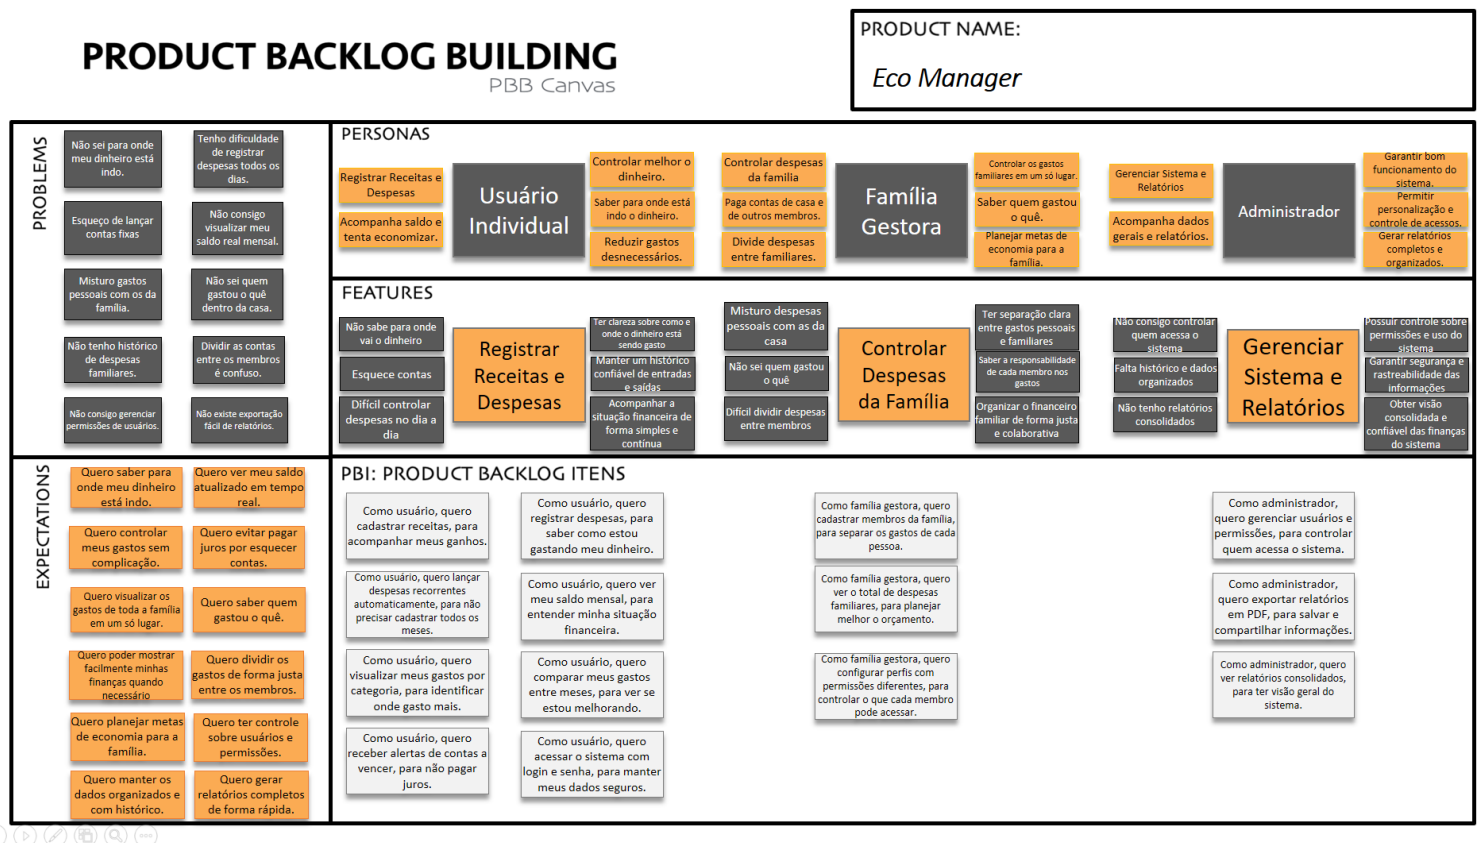 PRODUCT BACKLOG BUILDING
PBB Canvas
PRODUCT NAME:
Eco Manager
PROBLEMS
Não sei para onde
meu dinheiro está
indo.
Tenho dificuldade
de registrar
despesas todos os
dias.
Esqueço de lançar
contas fixas
Não consigo
visualizar meu
saldo real mensal.
Misturo gastos
pessoais com os da
família.
Não sei quem
gastou o quê
dentro da casa.
Não tenho histórico
de despesas
familiares.
Dividir as contas
entre os membros
é confuso.
Não consigo gerenciar
permissões de usuários.
Não existe exportação
fácil de relatórios.
EXPECTATIONS
Quero saber para
onde meu dinheiro
está indo.
Quero ver meu saldo
atualizado em tempo
real.
Quero controlar
meus gastos sem
complicação.
Quero evitar pagar
juros por esquecer
contas.
Quero visualizar os
gastos de toda a família
em um só lugar.
Quero saber quem
gastou o quê.
Quero poder mostrar
facilmente minhas
finanças quando
necessário
Quero dividir os
gastos de forma justa
entre os membros.
Quero planejar metas
de economia para a
família.
Quero ter controle
sobre usuários e
permissões.
Quero manter os
dados organizados e
com histórico.
Quero gerar
relatórios completos
de forma rápida.
PERSONAS
Registrar Receitas e
Despesas
Acompanha saldo e
tenta economizar.
Usuário
Individual
Controlar melhor o
dinheiro.
Saber para onde está
indo o dinheiro.
Reduzir gastos
desnecessários.
Controlar despesas
da familia
Paga contas de casa e
de outros membros.
Divide despesas
entre familiares.
Família
Gestora
Controlar os gastos
familiares em um só lugar.
Saber quem gastou
o quê.
Planejar metas de
economia para a
família.
Gerenciar Sistema e
Relatórios
Acompanha dados
gerais e relatórios.
Administrador
Garantir bom
funcionamento do
sistema.
Permitir
personalização e
controle de acessos.
Gerar relatórios
completos e
organizados.
FEATURES
Não sabe para onde
vai o dinheiro
Esquece contas
Difícil controlar
despesas no dia a
dia
Registrar
Receitas e
Despesas
Ter clareza sobre como e
onde o dinheiro está
sendo gasto
Manter um histórico
confiável de entradas
e saídas
Acompanhar a
situação financeira de
forma simples e
contínua
Misturo despesas
pessoais com as da
casa
Não sei quem gastou
o quê
Difícil dividir despesas
entre membros
Controlar
Despesas
da Família
Ter separação clara
entre gastos pessoais
e familiares
Saber a responsabilidade
de cada membro nos
gastos
Organizar o financeiro
familiar de forma justa
e colaborativa
Não consigo controlar
quem acessa o
sistema
Falta histórico e dados
organizados
Não tenho relatórios
consolidados
Gerenciar
Sistema e
Relatórios
Possuir controle sobre
permissões e uso do
sistema
Garantir segurança e
rastreabilidade das
informações
Obter visão
consolidada e
confiável das finanças
do sistema
PBI: PRODUCT BACKLOG ITENS
Como usuário, quero
cadastrar receitas, para
acompanhar meus ganhos.
Como usuário, quero
registrar despesas, para
saber como estou
gastando meu dinheiro.
Como usuário, quero lançar
despesas recorrentes
automaticamente, para não
precisar cadastrar todos os
meses.
Como usuário, quero ver
meu saldo mensal, para
entender minha situação
financeira.
Como usuário, quero
visualizar meus gastos por
categoria, para identificar
onde gasto mais.
Como usuário, quero
comparar meus gastos
entre meses, para ver se
estou melhorando.
Como usuário, quero
receber alertas de contas a
vencer, para não pagar
juros.
Como usuário, quero
acessar o sistema com
login e senha, para manter
meus dados seguros.
Como família gestora, quero
cadastrar membros da família,
para separar os gastos de cada
pessoa.
Como família gestora, quero
ver o total de despesas
familiares, para planejar
melhor o orçamento.
Como família gestora, quero
configurar perfis com
permissões diferentes, para
controlar o que cada membro
pode acessar.
Como administrador,
quero gerenciar usuários e
permissões, para controlar
quem acessa o sistema.
Como administrador,
quero exportar relatórios
em PDF, para salvar e
compartilhar informações.
Como administrador, quero
ver relatórios consolidados,
para ter visão geral do
sistema.